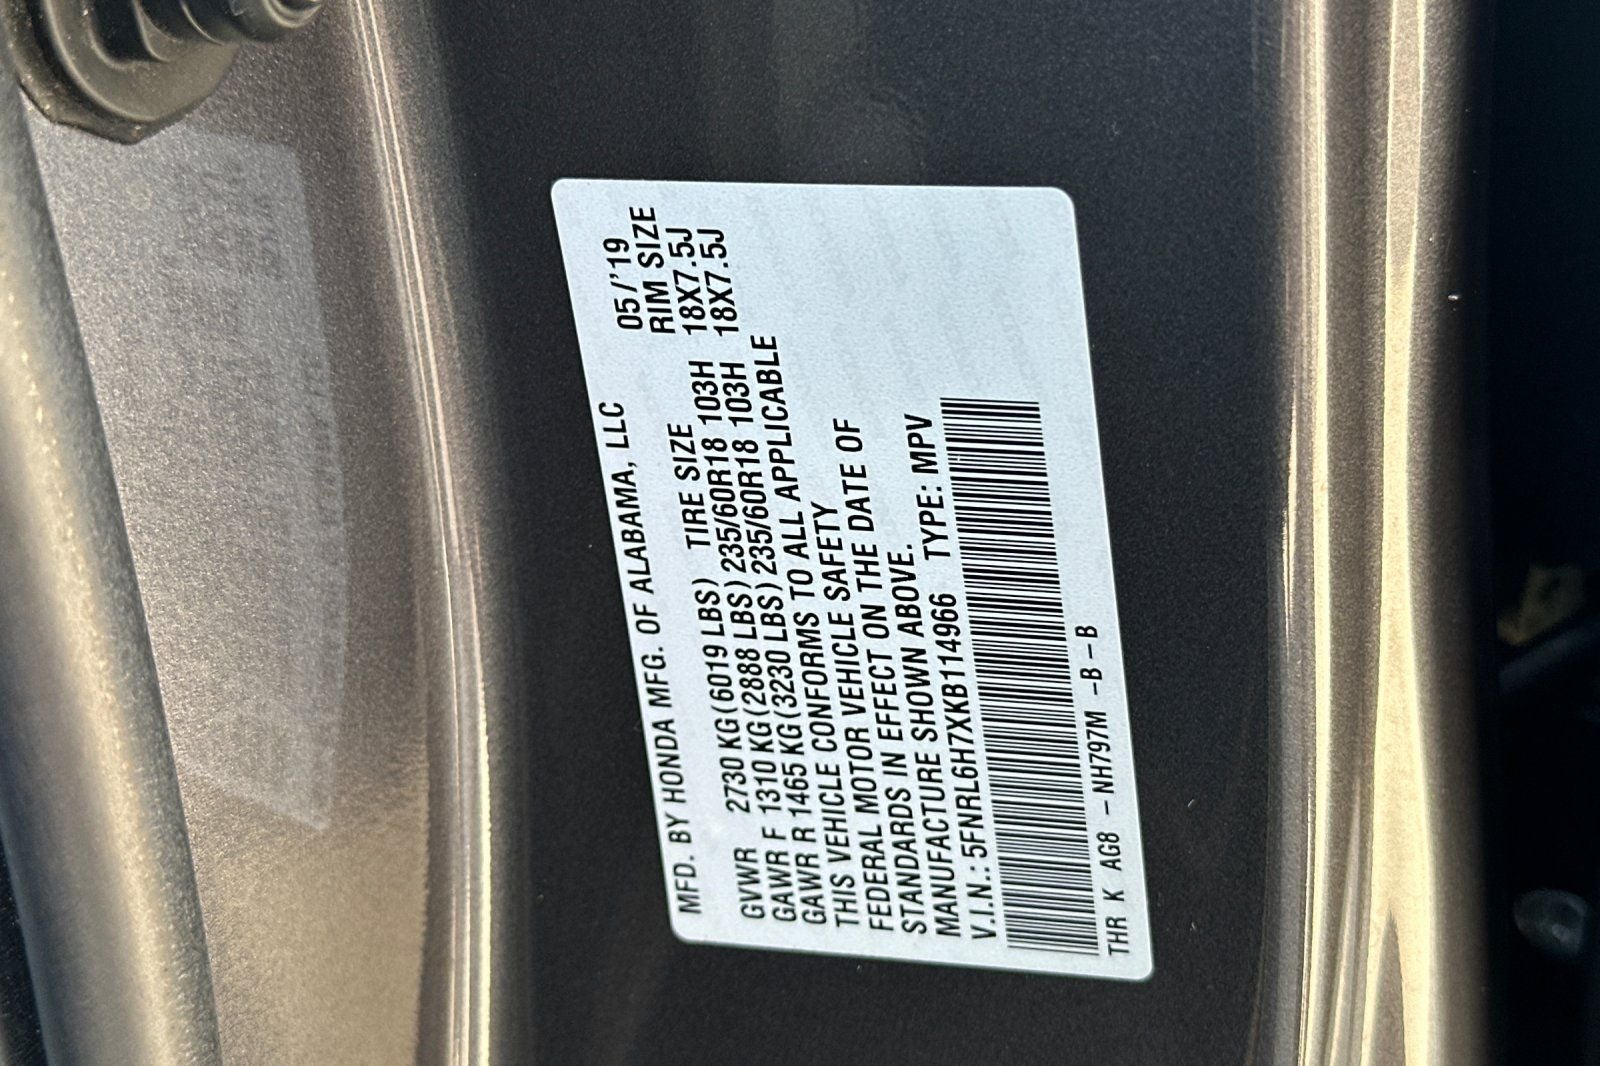 MFD. BY HONDA MFG. OF ALABAMA, LLC 05/'19
TIRE SIZE RIM SIZE
GVWR 2730 KG(6019 LBS)
GAWR F 1310 KG(2888 LBS) 235/60R18 103H 18X7.5J
GAWR R 1465 KG(3230 LBS) 235/60R18 103H 18X7.5J
THIS VEHICLE CONFORMS TO ALL APPLICABLE
FEDERAL MOTOR VEHICLE SAFETY
STANDARDS IN EFFECT ON THE DATE OF
MANUFACTURE SHOWN ABOVE.
V.I.N.: 5FNRL6H7XKB114966 TYPE: MPV
THR K AG8 -NH797M -B-B